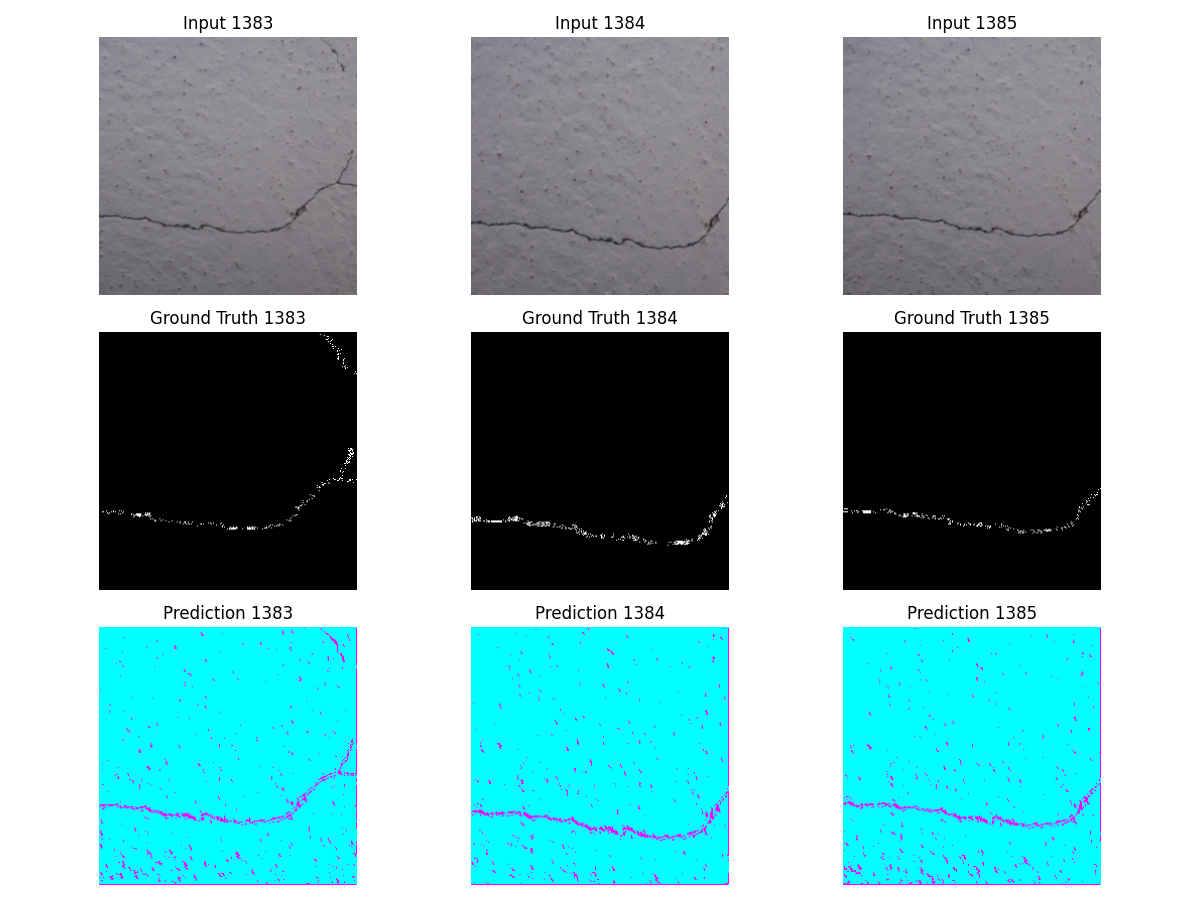 Input 1383
Input 1384
Input 1385
Ground Truth 1383
Ground Truth 1384
Ground Truth 1385
Prediction 1383
Prediction 1384
Prediction 1385